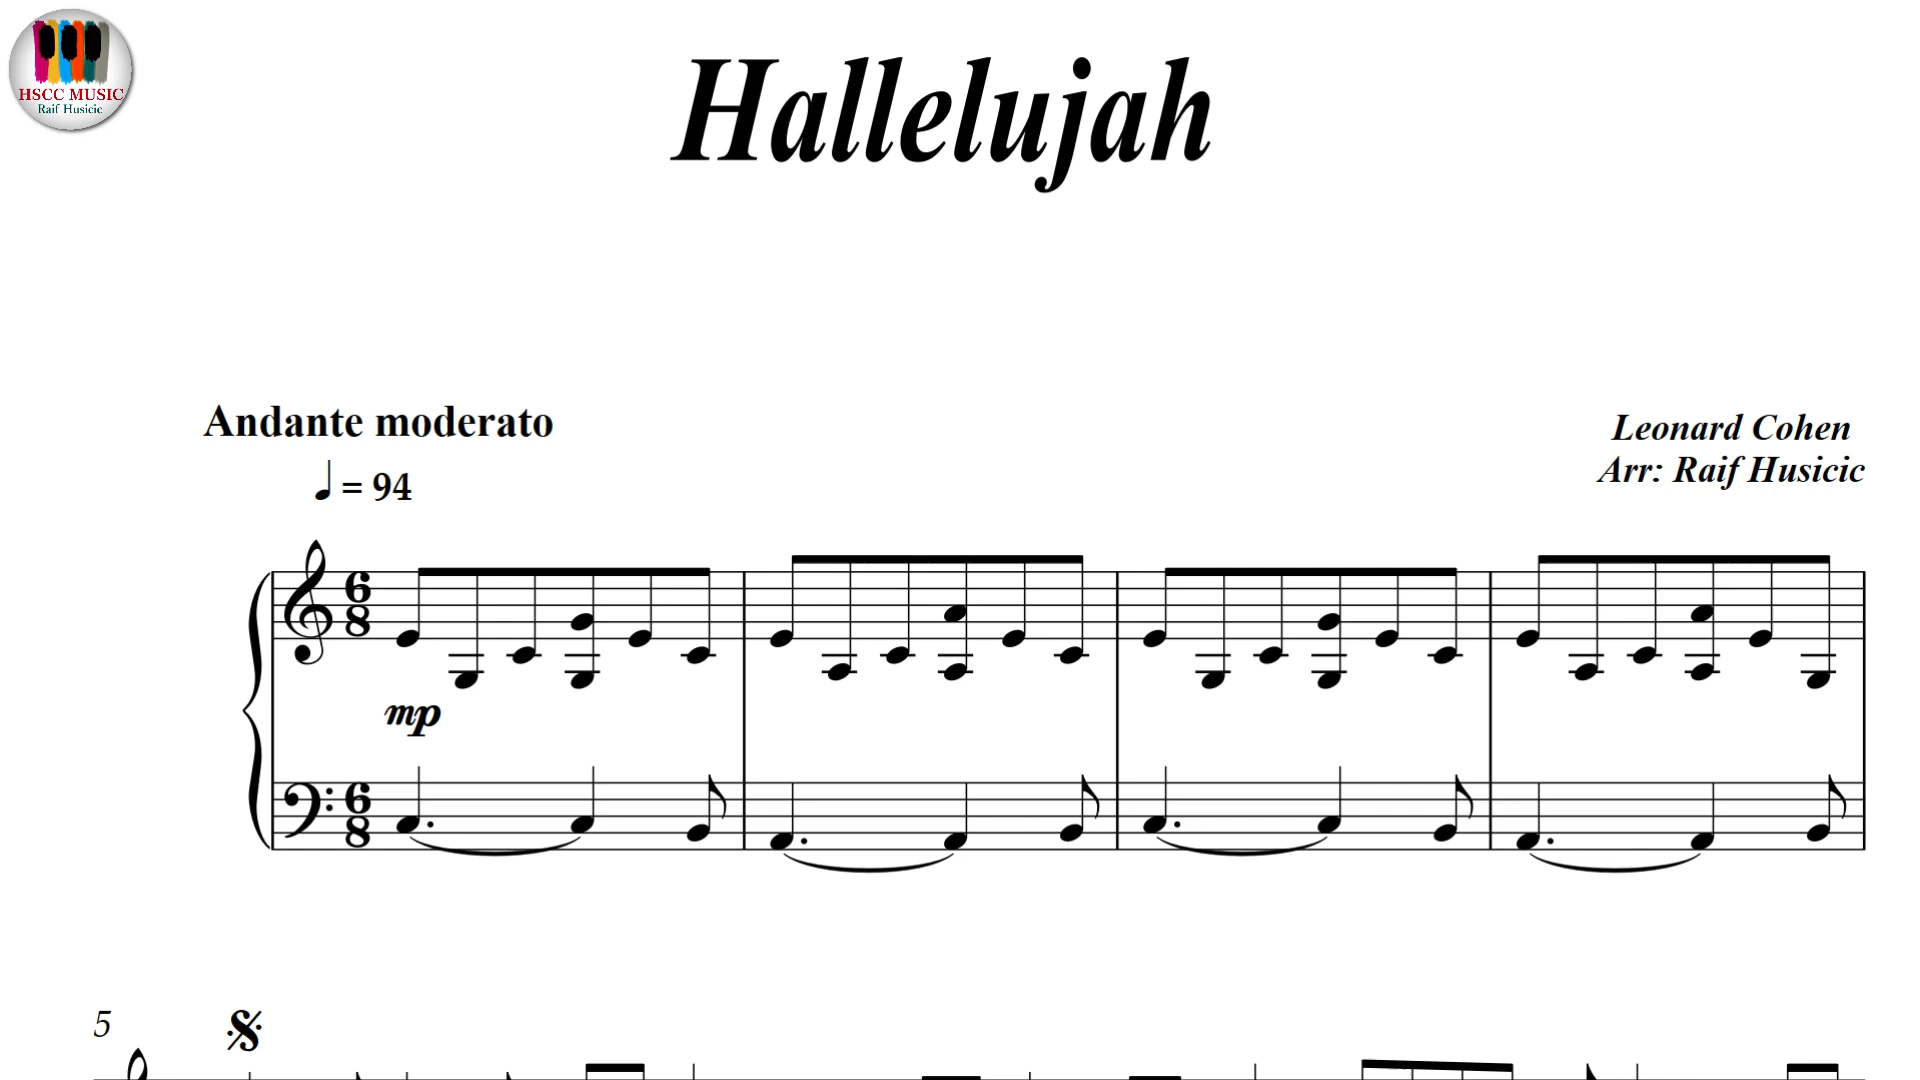 HSCC MUSIC
Raif Husicic
Hallelujah
Andante moderato
Leonard Cohen
♩ = 94
Arr: Raif Husicic
6
8
mp
6
8
5